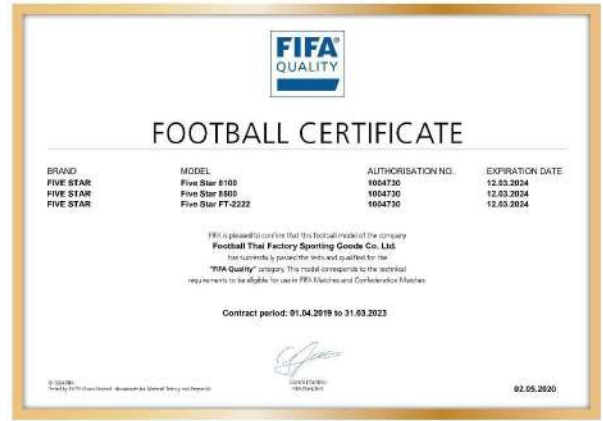 FIFA®
QUALITY
FOOTBALL CERTIFICATE
BRAND MODEL AUTHORISATION NO. EXPIRATION DATE
FIVE STAR Five Star 8100 1004730 12.03.2024
FIVE STAR Five Star 8500 1004730 12.03.2024
FIVE STAR Five Star FT-2222 1004730 12.03.2024
FIFA is pleased to confirm that this football model of the company
Football Thai Factory Sporting Goods Co. Ltd.
has successfully passed the tests and qualified for the
"FIFA Quality" category. This model corresponds to the technical
requirements to be eligible for use in FIFA Matches and Confederation Matches
Contract period: 01.04.2019 to 31.03.2023
02.05.2020